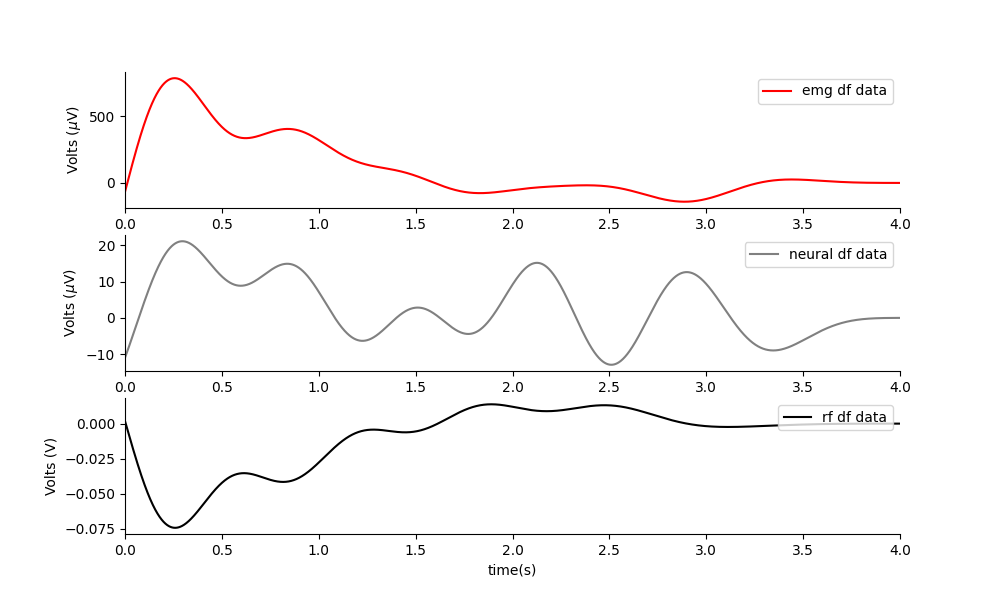 emg df data
Volts (μV)
500
0
0.0 0.5 1.0 1.5 2.0 2.5 3.0 3.5 4.0
neural df data
Volts (μV)
20
10
0
−10
0.0 0.5 1.0 1.5 2.0 2.5 3.0 3.5 4.0
rf df data
Volts (V)
0.000
−0.025
−0.050
−0.075
0.0 0.5 1.0 1.5 2.0 2.5 3.0 3.5 4.0
time(s)